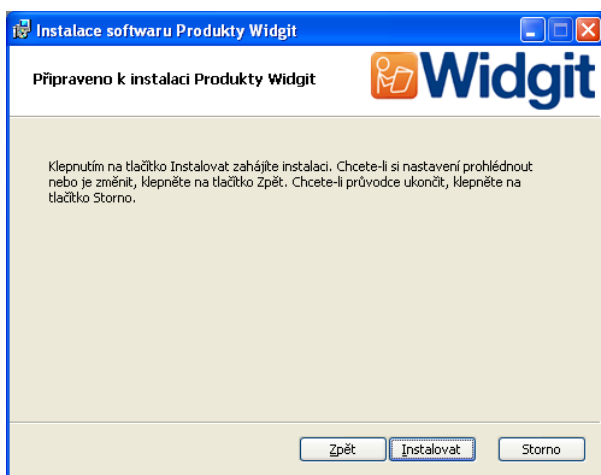 Instalace softwaru Produkty Widgit
Připraveno k instalaci Produkty Widgit
Widgit
Klepnutím na tlačítko Instalovat zahájíte instalaci. Chcete-li si nastavení prohlédnout
nebo je změnit, klepněte na tlačítko Zpět. Chcete-li průvodce ukončit, klepněte na
tlačítko Storno.
Zpět
Instalovat
Storno